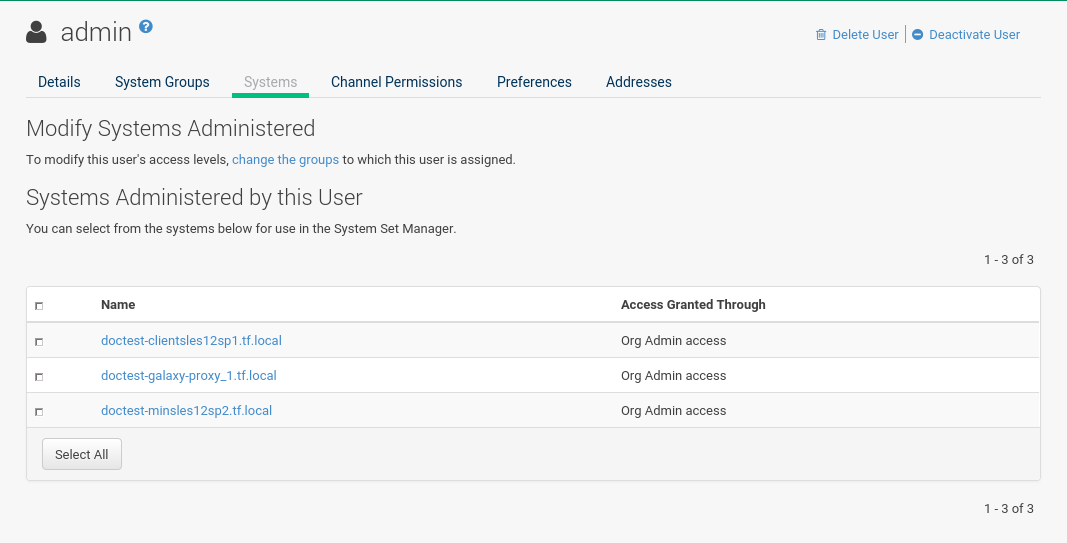 admin ?
Delete User Deactivate User
Details System Groups Systems Channel Permissions Preferences Addresses
Modify Systems Administered
To modify this user's access levels, change the groups to which this user is assigned.
Systems Administered by this User
You can select from the systems below for use in the System Set Manager.
1 - 3 of 3
Name Access Granted Through
doctest-clientsles12sp1.tf.local Org Admin access
doctest-galaxy-proxy_1.tf.local Org Admin access
doctest-minsles12sp2.tf.local Org Admin access
Select All
1 - 3 of 3